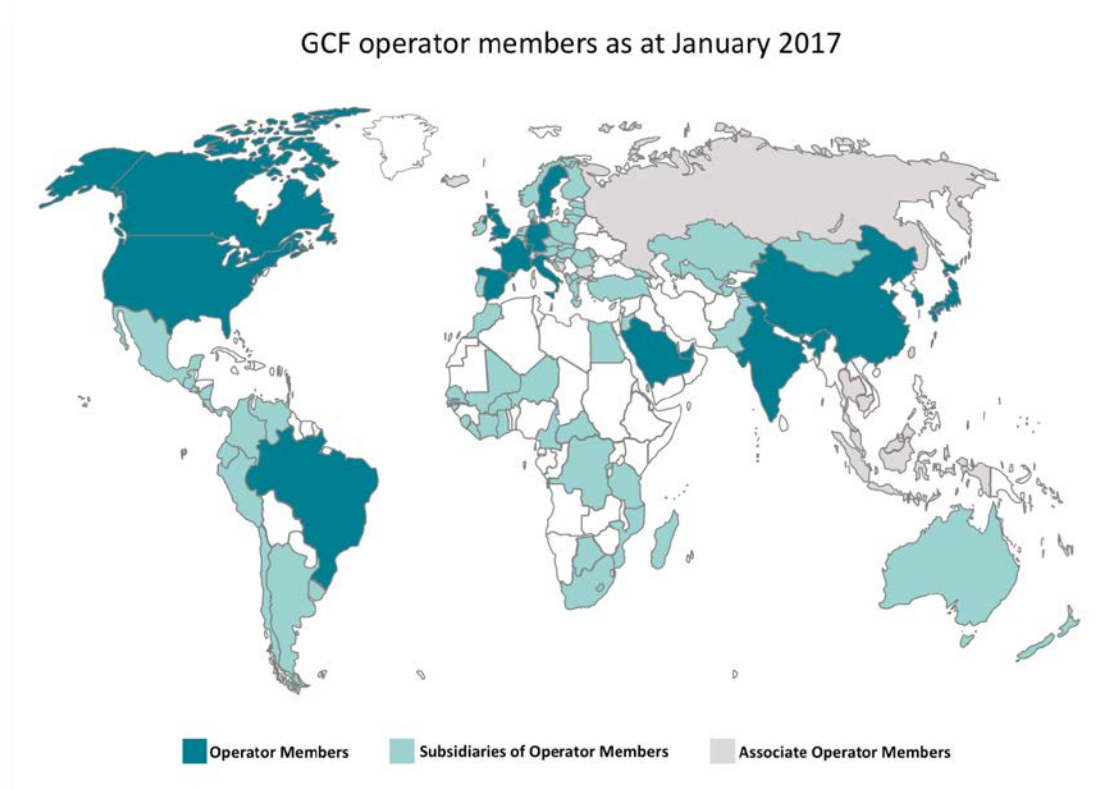 GCF operator members as at January 2017
Operator Members
Subsidiaries of Operator Members
Associate Operator Members